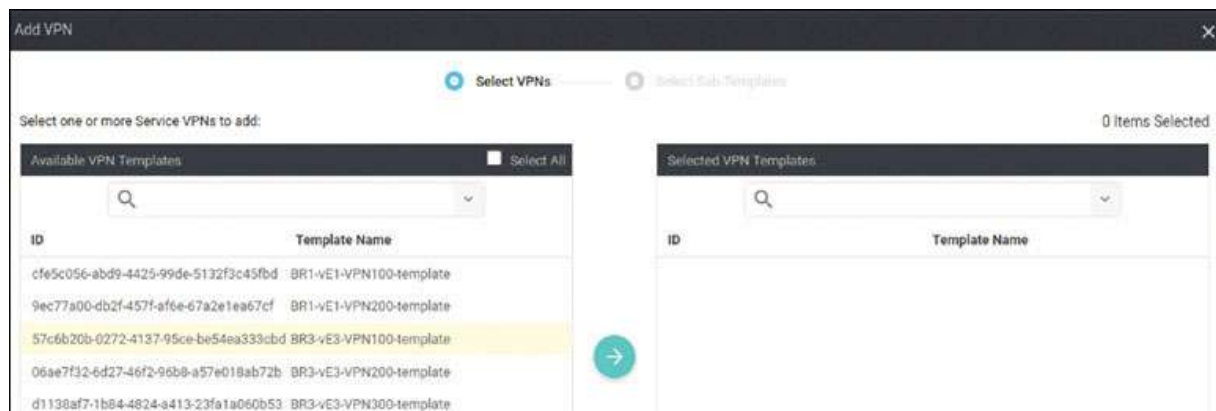 Add VPN
Select VPNs
Select Sub-Templates
Select one or more Service VPNs to add:
0 Items Selected
Available VPN Templates
Select All
Selected VPN Templates
ID Template Name
ID Template Name
cfe5c056-abd9-4425-99de-5132f3c45fbd BR1-vE1-VPN100-template
9ec77a00-db2f-457f-af6e-67a2e1ea67cf BR1-vE1-VPN200-template
57c6b20b-0272-4137-95ce-be54ea333cbd BR3-vE3-VPN100-template
06ae7f32-6d27-46f2-96b8-a57e018ab72b BR3-vE3-VPN200-template
d1138af7-1b84-4824-a413-23fa1a060b53 BR3-vE3-VPN300-template